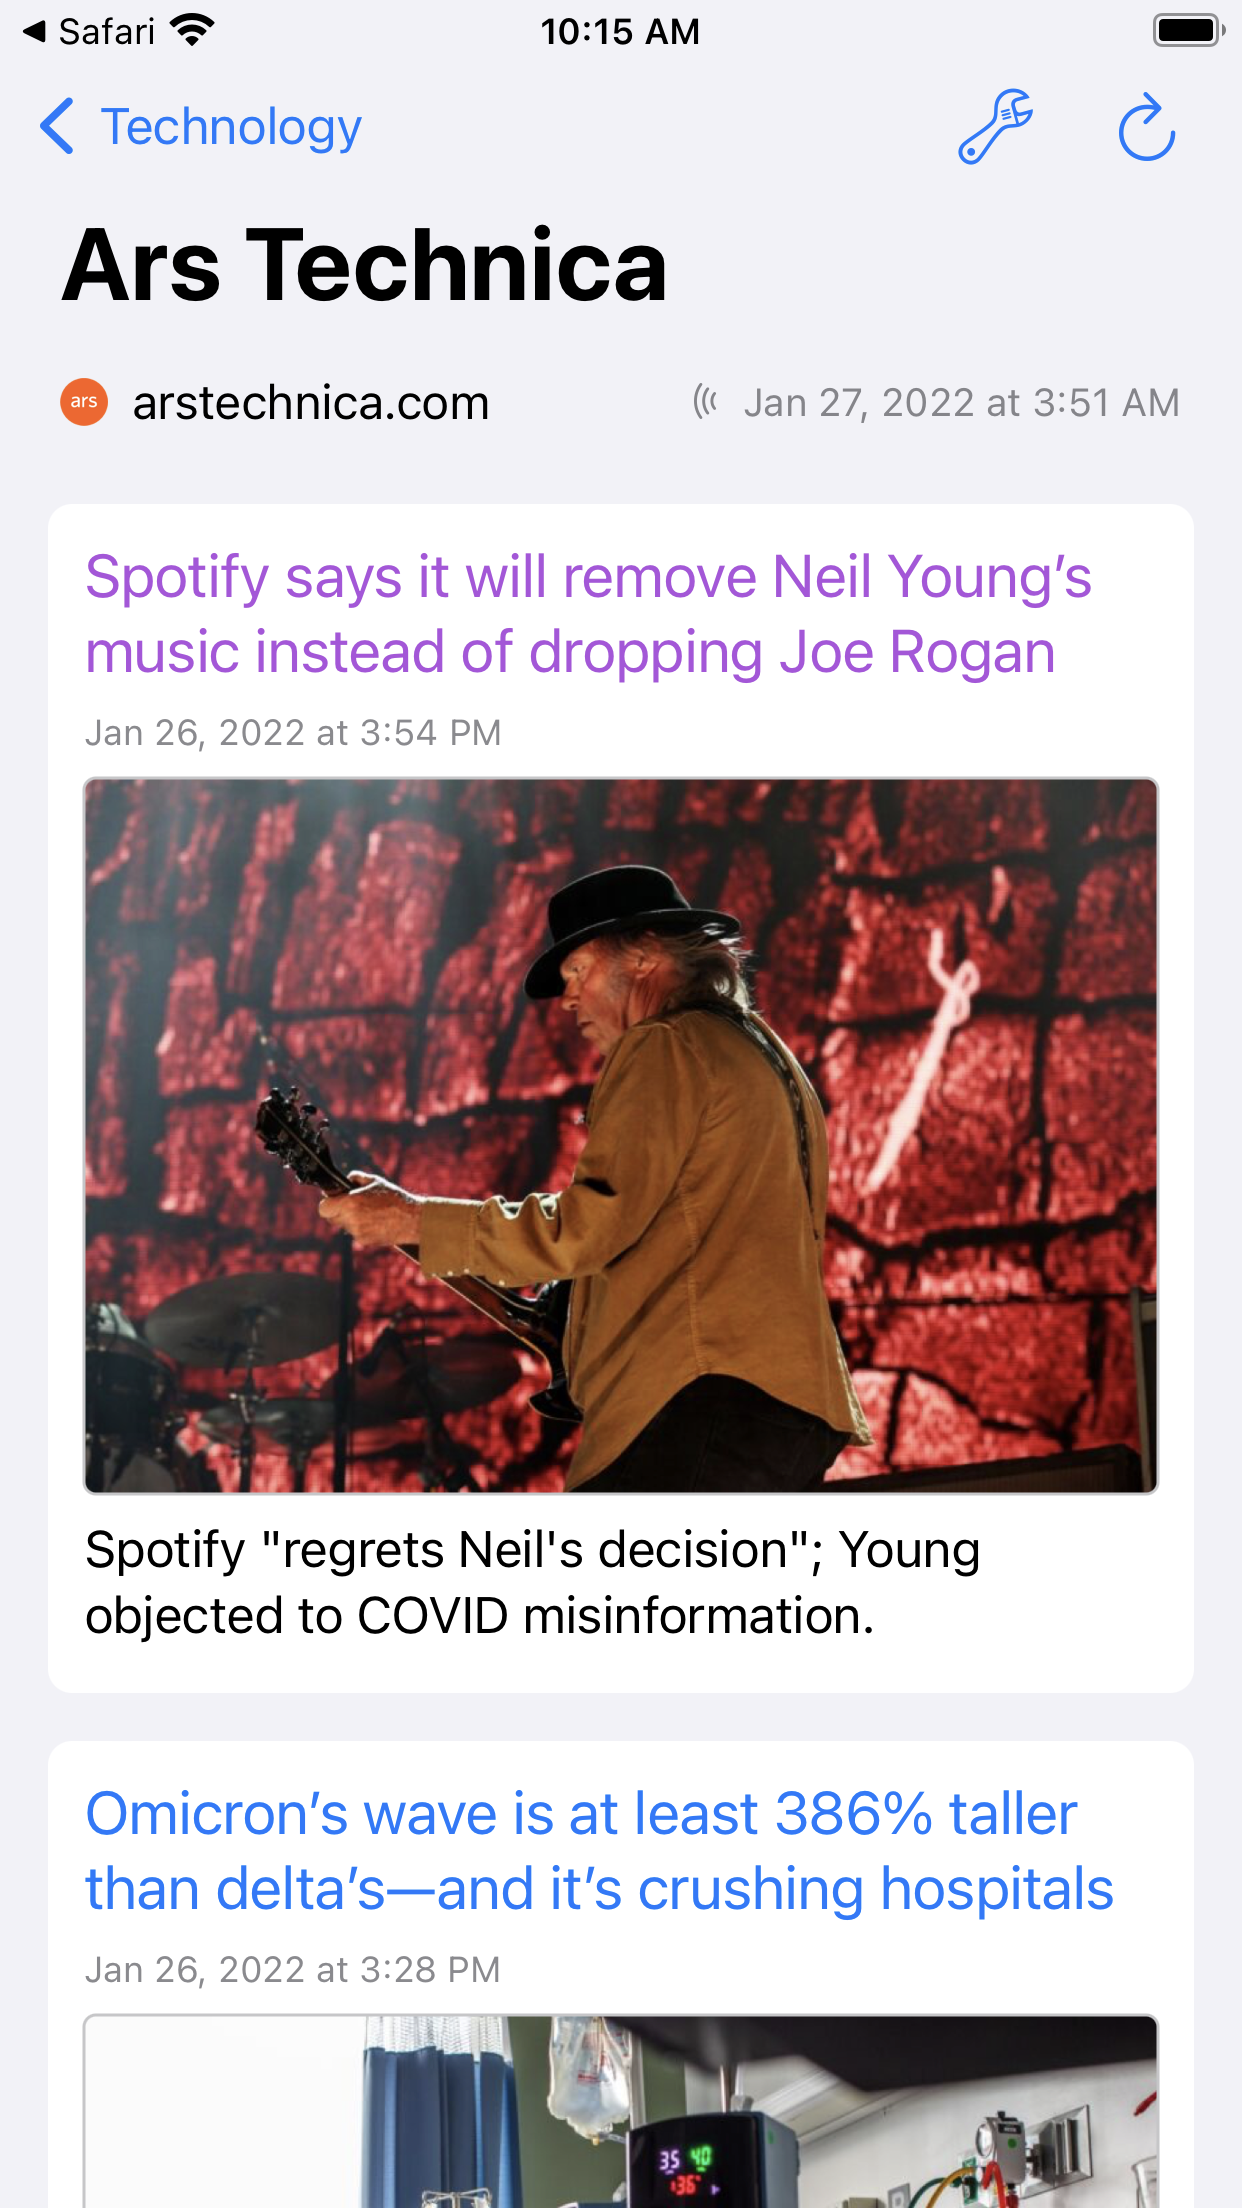 Safari 10:15 AM
Technology
Ars Technica
ars arstechnica.com Jan 27, 2022 at 3:51 AM
Spotify says it will remove Neil Young’s
music instead of dropping Joe Rogan
Jan 26, 2022 at 3:54 PM
Spotify "regrets Neil's decision"; Young
objected to COVID misinformation.
Omicron’s wave is at least 386% taller
than delta’s—and it’s crushing hospitals
Jan 26, 2022 at 3:28 PM
35 40
36